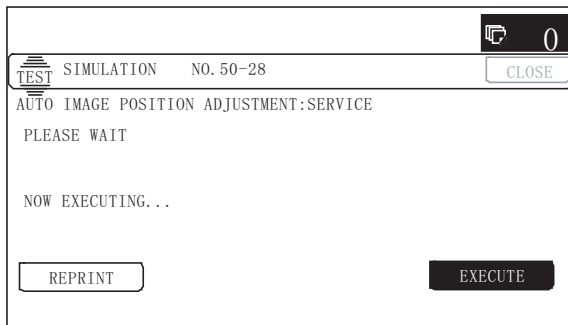 0
TEST SIMULATION NO.50-28 CLOSE
AUTO IMAGE POSITION ADJUSTMENT:SERVICE
PLEASE WAIT
NOW EXECUTING...
REPRINT EXECUTE